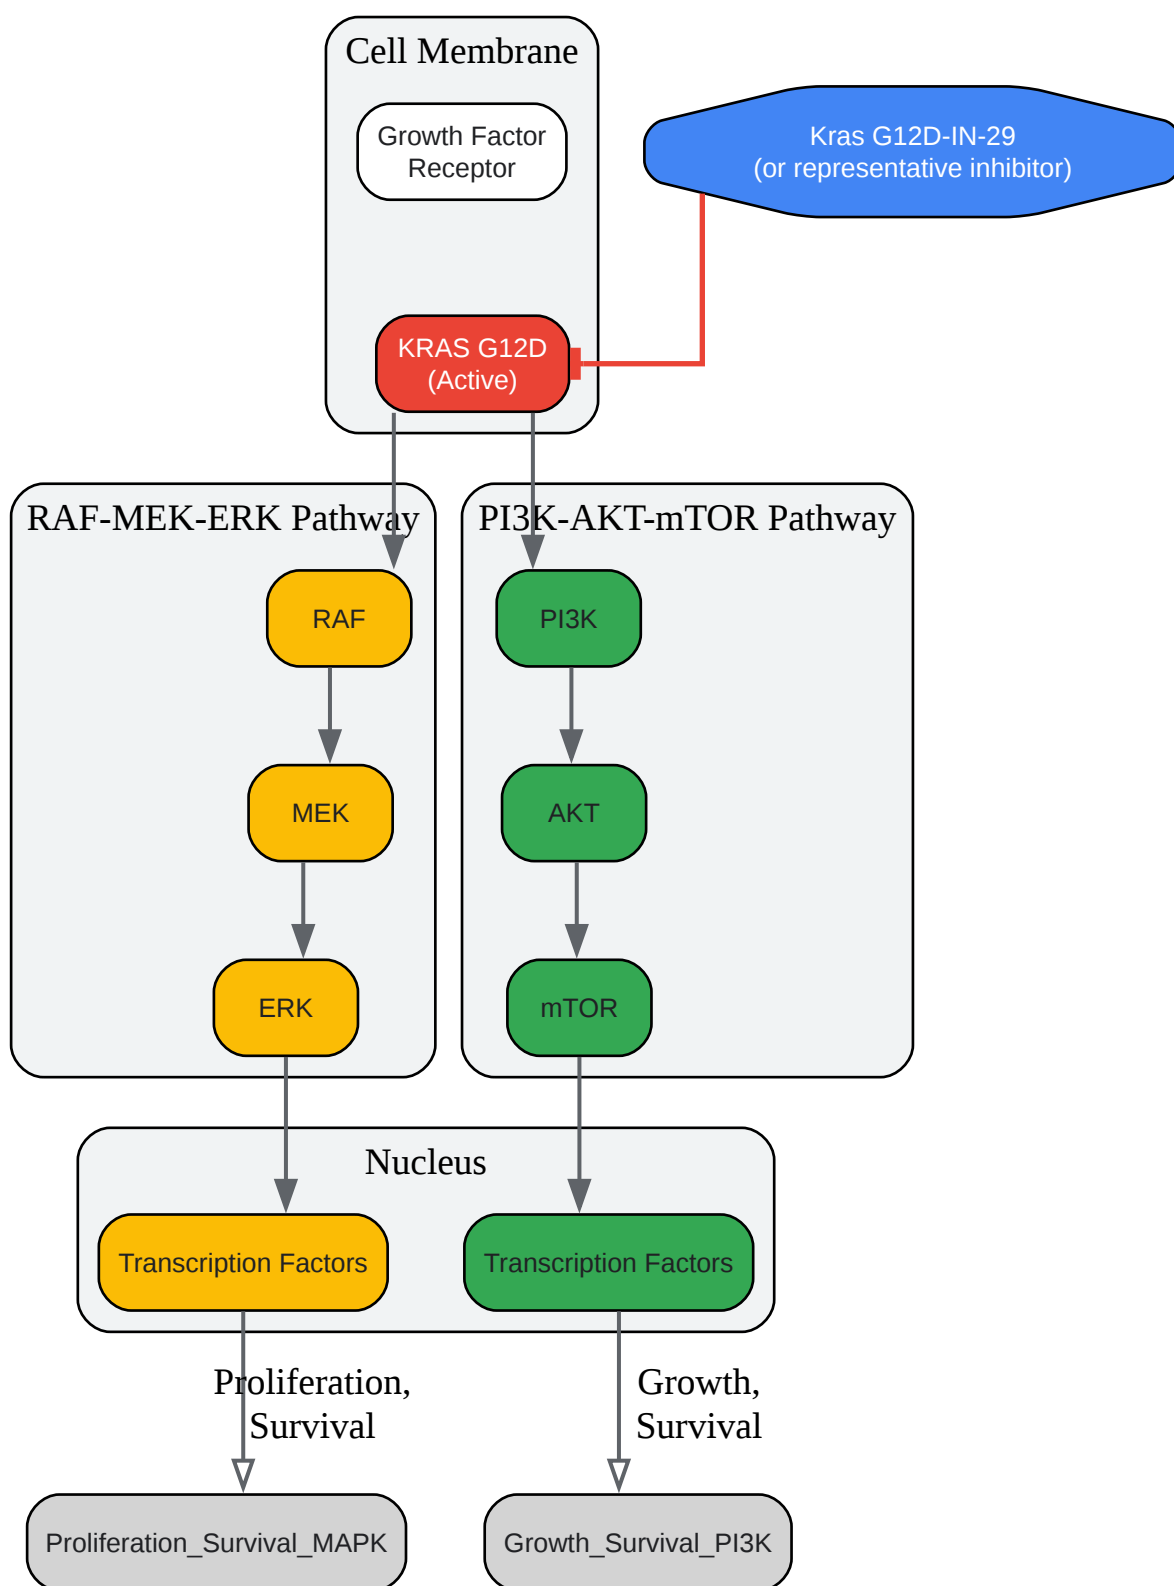 Cell Membrane
Growth Factor
Receptor
Kras G12D-IN-29
(or representative inhibitor)
KRAS G12D
(Active)
RAF-MEK-ERK Pathway
PI3K-AKT-mTOR Pathway
RAF
PI3K
MEK
AKT
ERK
mTOR
Nucleus
Transcription Factors
Transcription Factors
Proliferation,
Survival
Growth,
Survival
Proliferation_Survival_MAPK
Growth_Survival_PI3K